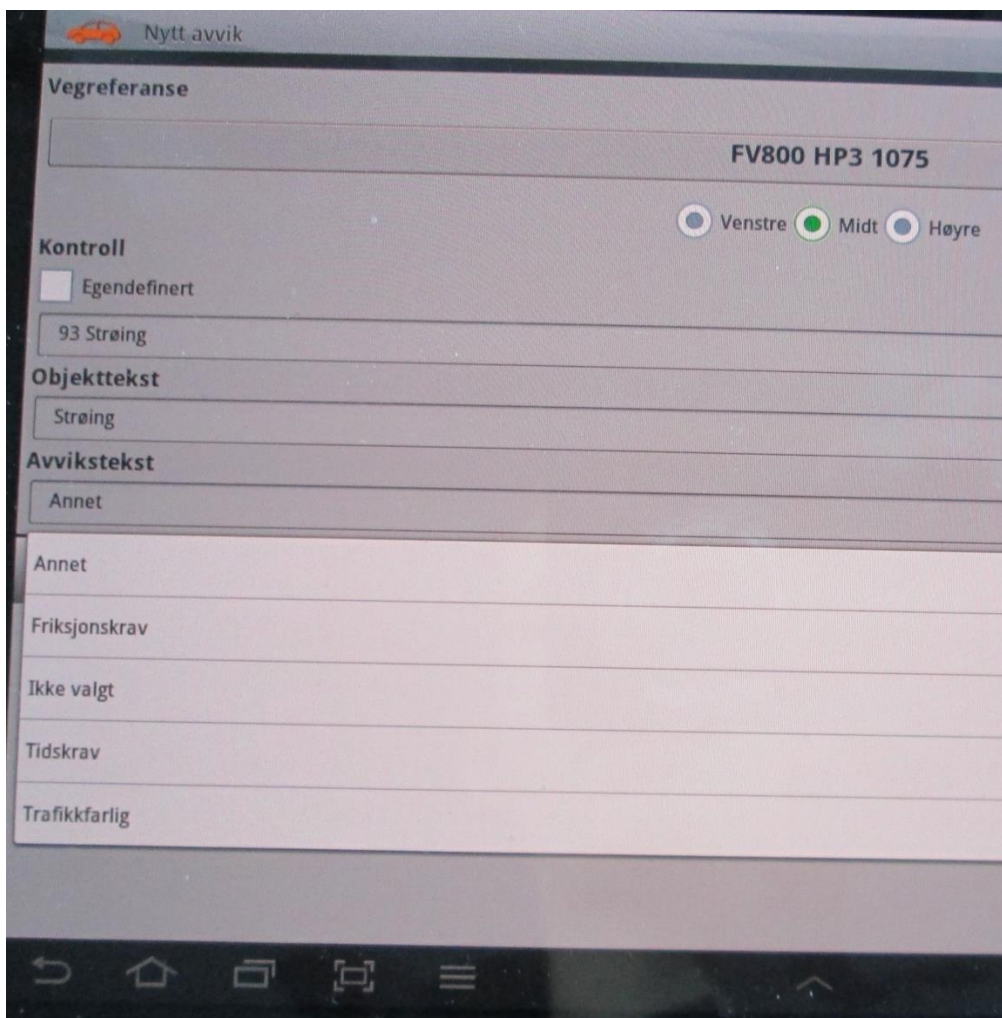 Nytt avvik
Vegreferanse
FV800 HP3 1075
Venstre Midt Høyre
Kontroll
Egendefinert
93 Strøing
Objekttekst
Strøing
Avvikstekst
Annet
Annet
Friksjonskrav
Ikke valgt
Tidskrav
Trafikkfarlig